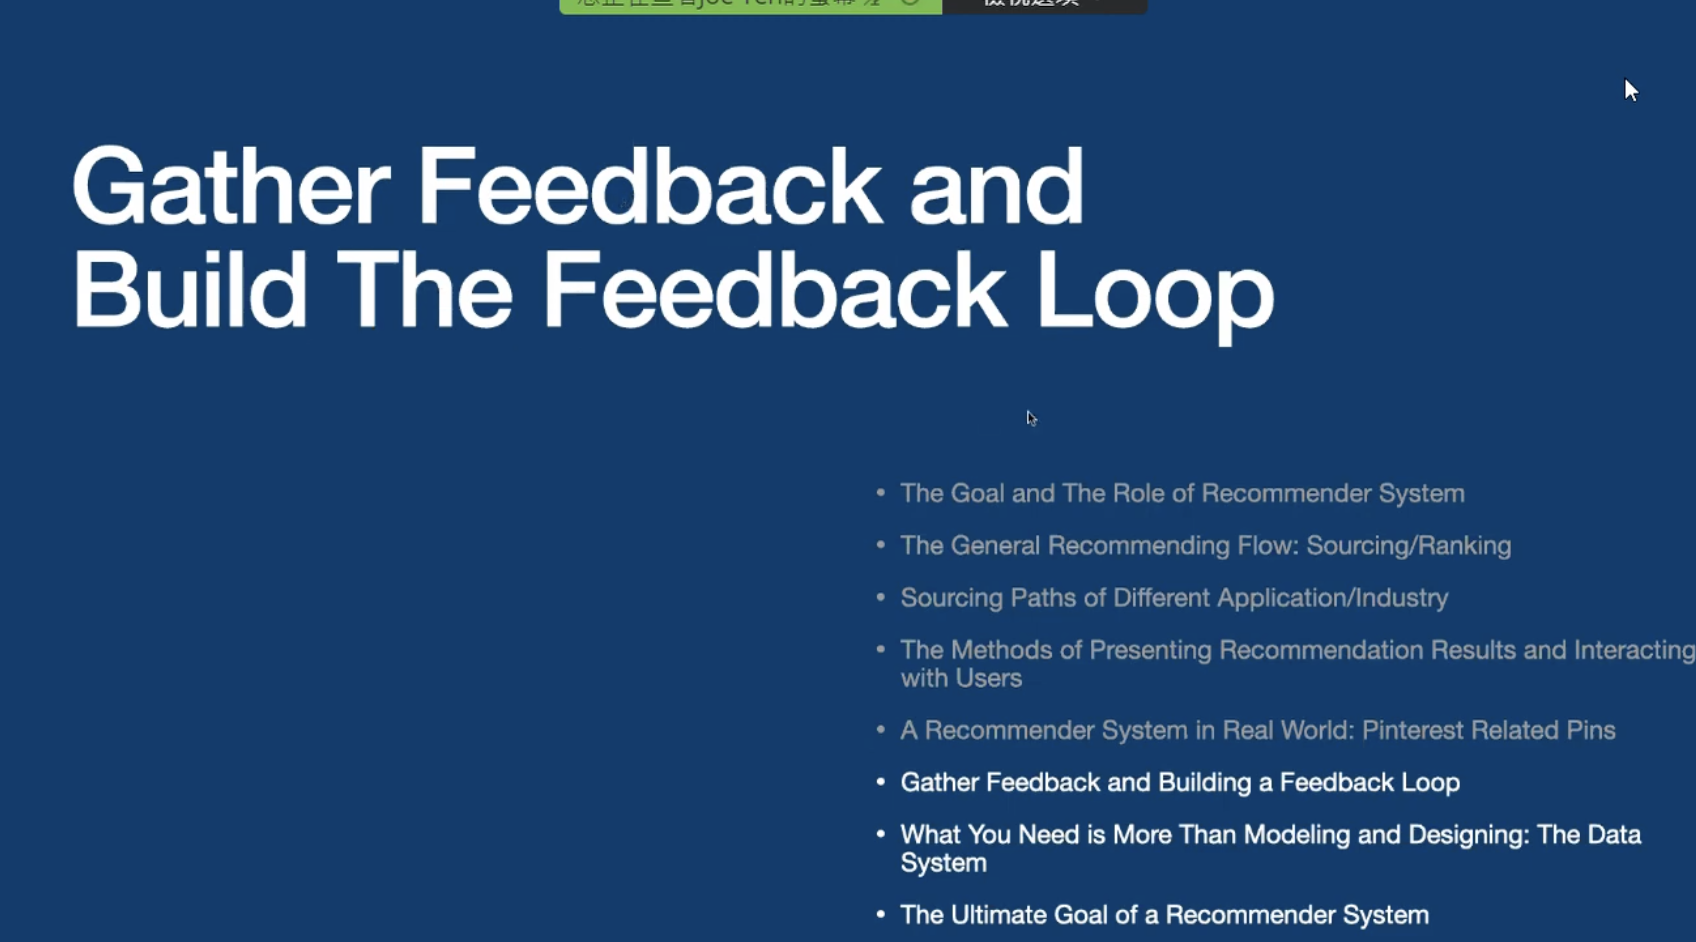 Gather Feedback and
Build The Feedback Loop
• The Goal and The Role of Recommender System
• The General Recommending Flow: Sourcing/Ranking
• Sourcing Paths of Different Application/Industry
• The Methods of Presenting Recommendation Results and Interacting
with Users
• A Recommender System in Real World: Pinterest Related Pins
• Gather Feedback and Building a Feedback Loop
• What You Need is More Than Modeling and Designing: The Data
System
• The Ultimate Goal of a Recommender System